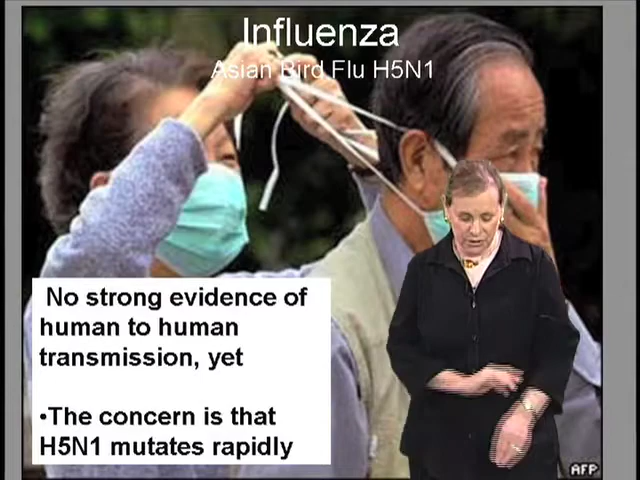 Influenza
Asian Bird Flu H5N1
No strong evidence of
human to human
transmission, yet
•The concern is that
H5N1 mutates rapidly
AFP